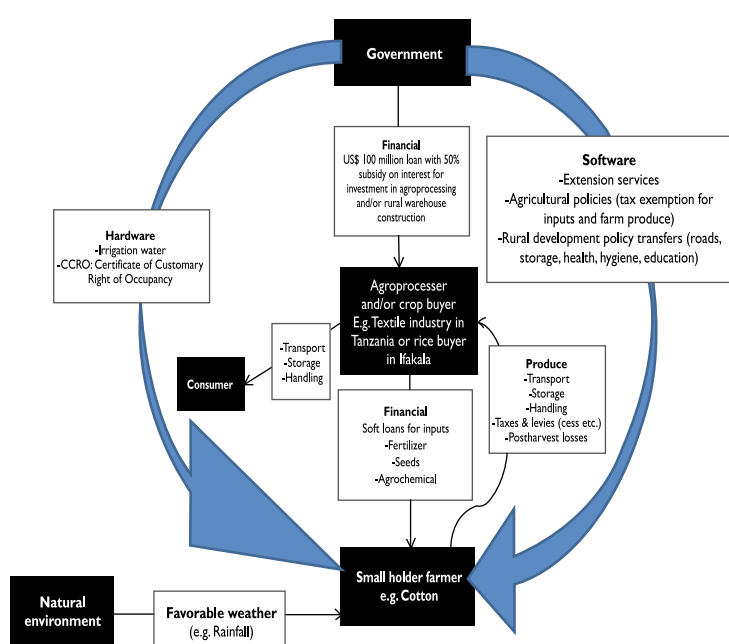 Government
Financial
US$ 100 million loan with 50%
subsidy on interest for
investment in agroprocessing
and/or rural warehouse
construction
Software
-Extension services
-Agricultural policies (tax exemption for
inputs and farm produce)
-Rural development policy transfers (roads,
storage, health, hygiene, education)
Hardware
-Irrigation water
-CCRO: Certificate of Customary
Right of Occupancy
Agroprocesser
and/or crop buyer
E.g. Textile industry in
Tanzania or rice buyer
in Ifakala
-Transport
-Storage
-Handling
Consumer
Produce
-Transport
-Storage
-Handling
-Taxes & levies (cess etc.)
-Postharvest losses
Financial
Soft loans for inputs
-Fertilizer
-Seeds
-Agrochemical
Small holder farmer
e.g. Cotton
Natural
environment
Favorable weather
(e.g. Rainfall)